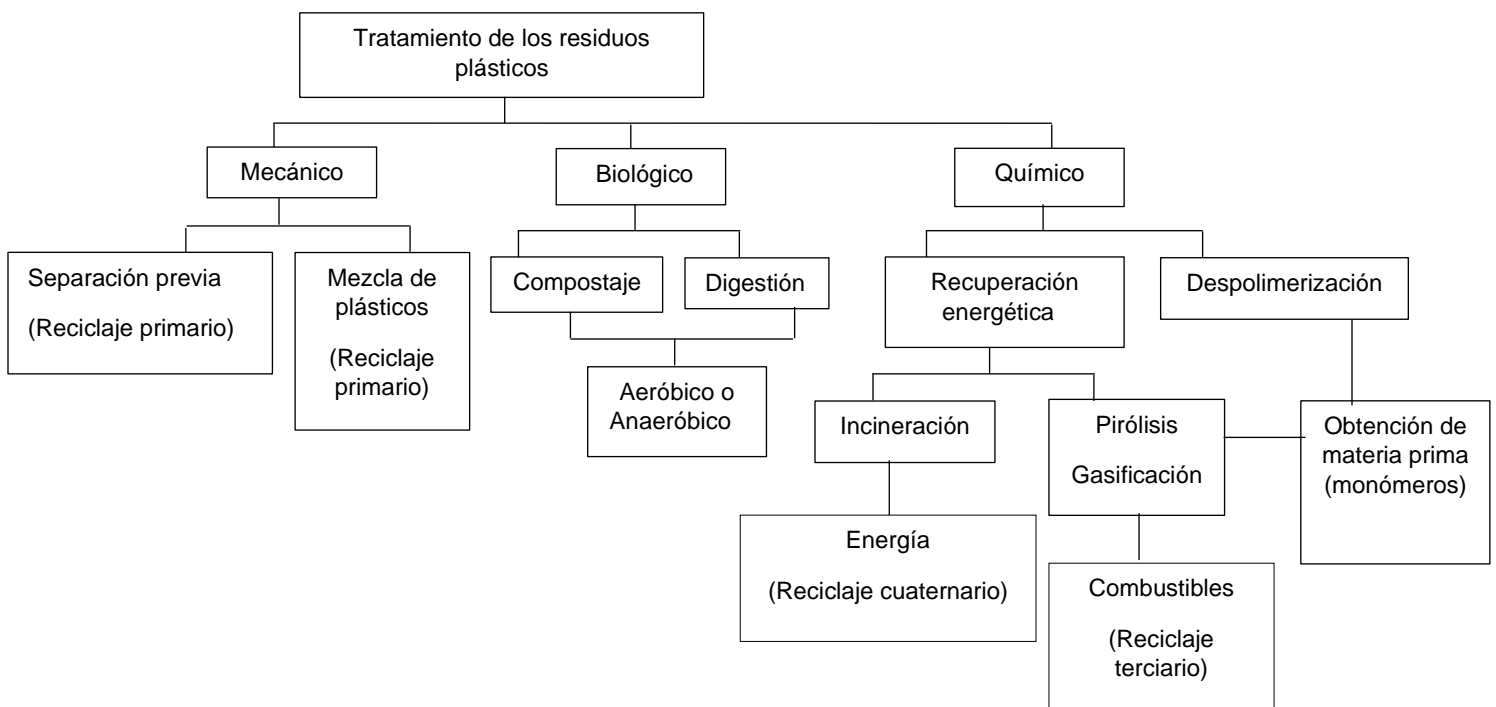 Tratamiento de los residuos
plásticos
Mecánico
Biológico
Químico
Separación previa
(Reciclaje primario)
Mezcla de
plásticos
(Reciclaje
primario)
Compostaje
Digestión
Recuperación
energética
Despolimerización
Aeróbico o
Anaeróbico
Incineración
Pirólisis
Gasificación
Obtención de
materia prima
(monómeros)
Energía
(Reciclaje cuaternario)
Combustibles
(Reciclaje
terciario)